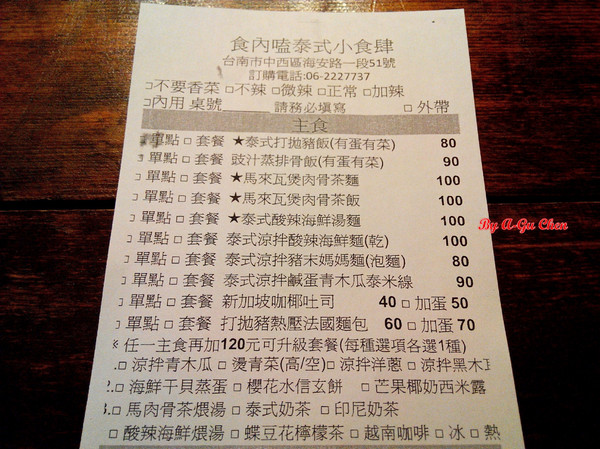 食內嗑泰式小食肆
台南市中西區海安路一段51號
訂購電話:06-2227737
□不要香菜 □不辣 □微辣 □正常 □加辣
□內用 桌號______ 請務必填寫 □ 外帶
主食
單點 □ 套餐 ★泰式打拋豬飯(有蛋有菜) 80
單點 □ 套餐 豉汁蒸排骨飯(有蛋有菜) 90
單點 □ 套餐 ★馬來瓦煲肉骨茶麵 100
單點 □ 套餐 ★馬來瓦煲肉骨茶飯 100
單點 □ 套餐 ★泰式酸辣海鮮湯麵 100
單點 □ 套餐 泰式涼拌酸辣海鮮麵(乾) 100
單點 □ 套餐 泰式涼拌豬末媽媽麵(泡麵) 80
單點 □ 套餐 泰式涼拌鹹蛋青木瓜泰米線 90
單點 □ 套餐 新加坡咖椰吐司 40 □ 加蛋 50
單點 □ 套餐 打拋豬熱壓法國麵包 60 □ 加蛋 70
※ 任一主食再加120元可升級套餐(每種選項各選1種)
□ 涼拌青木瓜 □ 燙青菜(高/空) □ 涼拌洋蔥 □ 涼拌黑木耳
2.□ 海鮮干貝蒸蛋 □ 櫻花水信玄餅 □ 芒果椰奶西米露
3.□ 馬肉骨茶煨湯 □ 泰式奶茶 □ 印尼奶茶
□ 酸辣海鮮煨湯 □ 蝶豆花檸檬茶 □ 越南咖啡 □ 冰 □ 熱
By A-Gu Chen